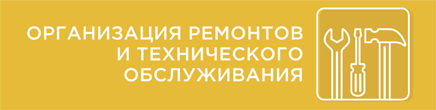 ОРГАНИЗАЦИЯ РЕМОНТОВ
И ТЕХНИЧЕСКОГО
ОБСЛУЖИВАНИЯ